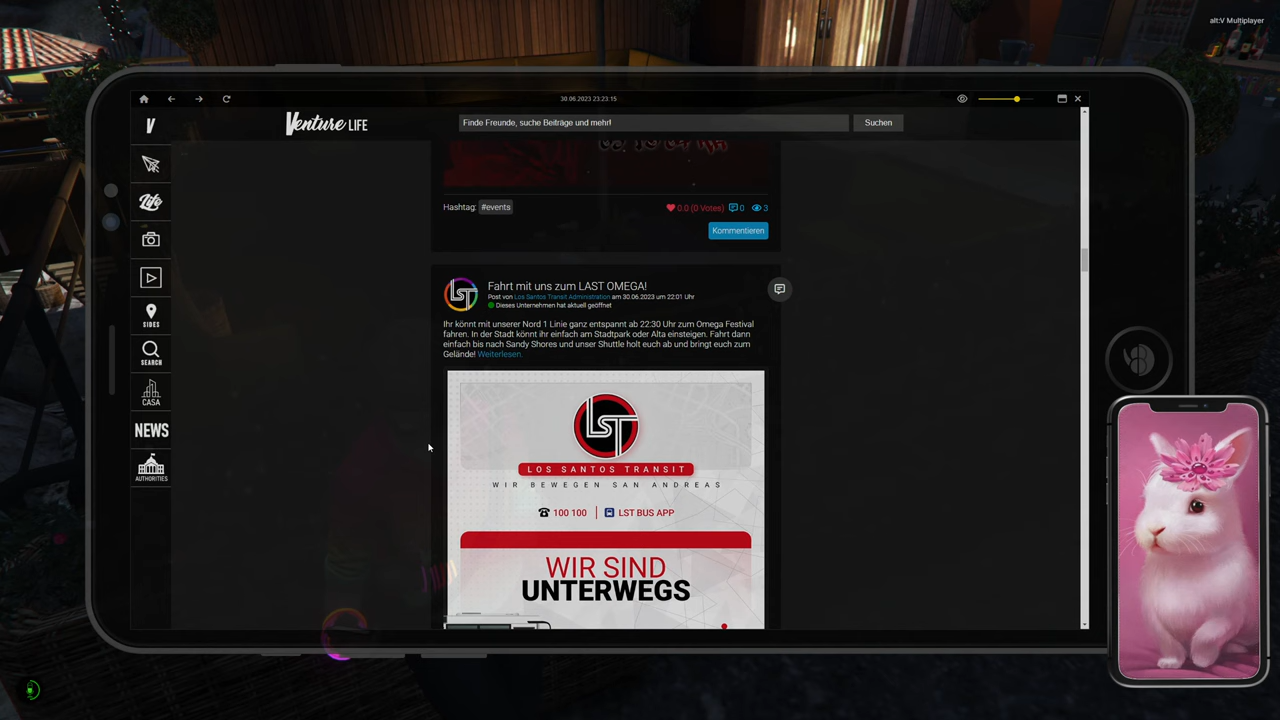 alt:V Multiplayer
30.06.2023 23:23:15
V
Venture LIFE
Finde Freunde, suche Beiträge und mehr!
Suchen
Life
SIDES
SEARCH
CASA
NEWS
AUTHORITIES
Hashtag: #events
0.0 (0 Votes) 0 3
Kommentieren
LST
Fahrt mit uns zum LAST OMEGA!
Post von Los Santos Transit Administration am 30.06.2023 um 22:01 Uhr
Dieses Unternehmen hat aktuell geöffnet
Ihr könnt mit unserer Nord 1 Linie ganz entspannt ab 22:30 Uhr zum Omega Festival
fahren. In der Stadt könnt ihr einfach am Stadtpark oder Alta einsteigen. Fahrt dann
einfach bis nach Sandy Shores und unser Shuttle holt euch ab und bringt euch zum
Gelände! Weiterlesen.
LST
LOS SANTOS TRANSIT
WIR BEWEGEN SAN ANDREAS
100 100 | LST BUS APP
WIR SIND
UNTERWEGS